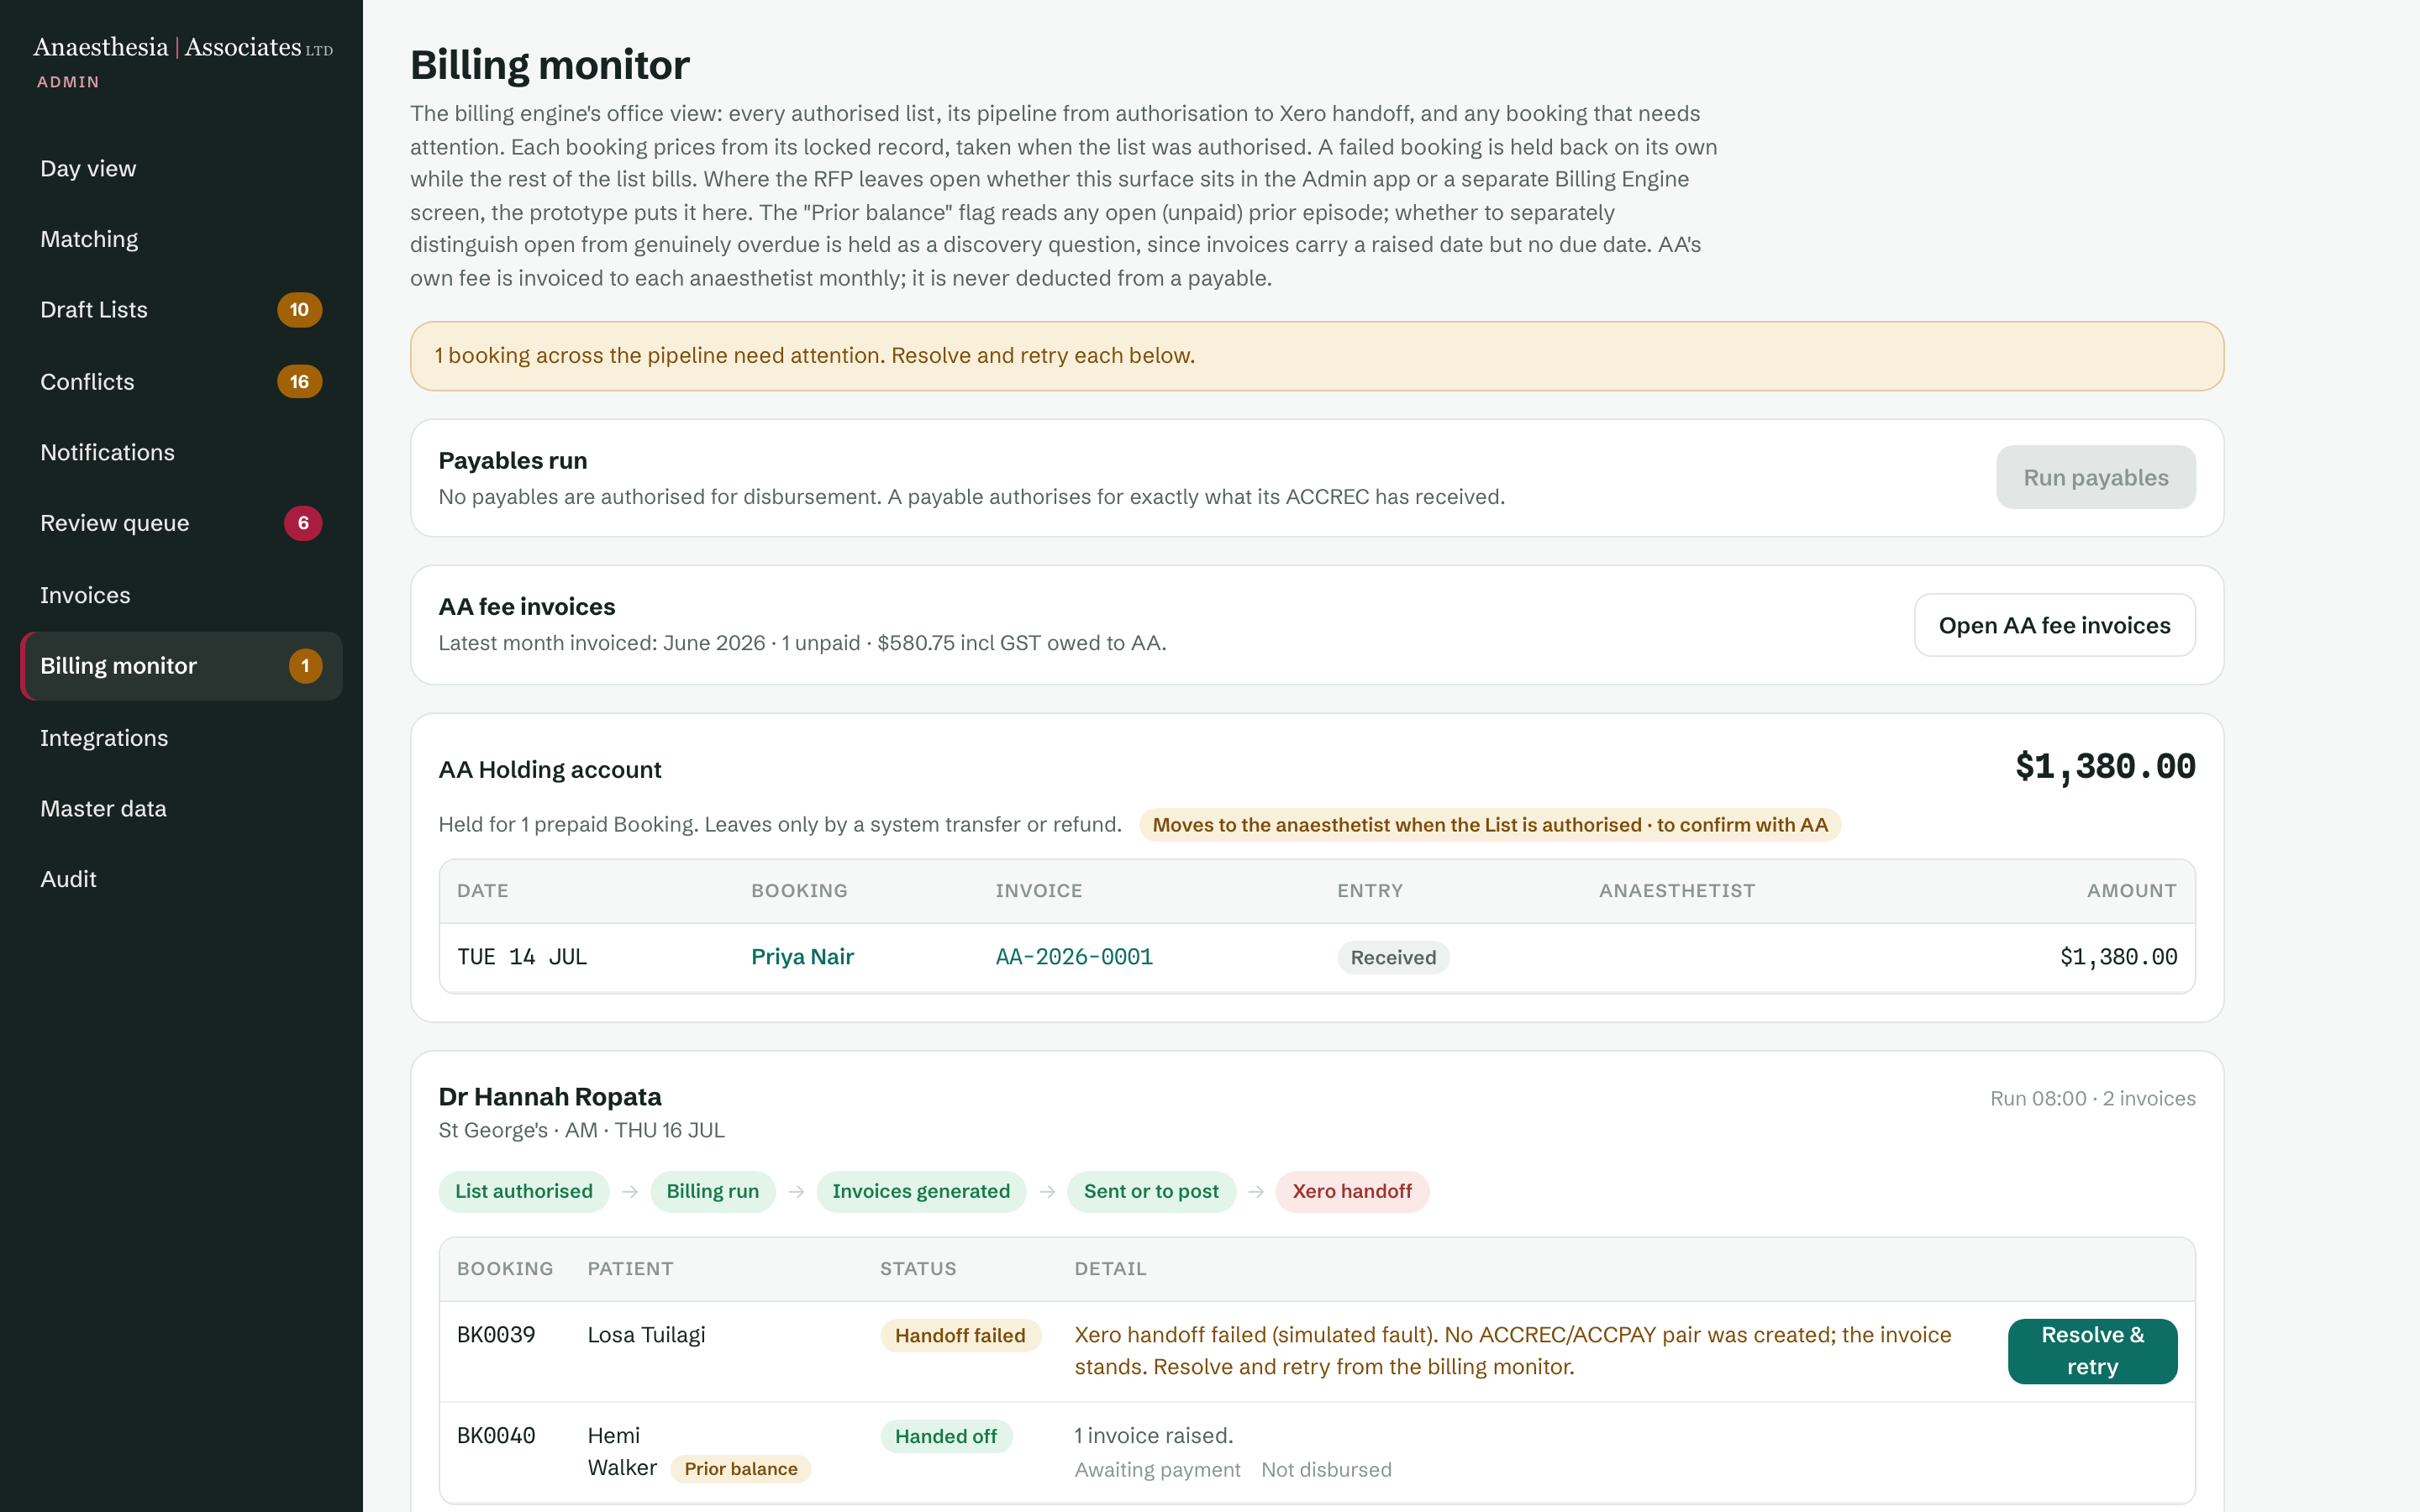 Anaesthesia | Associates LTD
ADMIN
Day view
Matching
Draft Lists 10
Conflicts 16
Notifications
Review queue 6
Invoices
Billing monitor 1
Integrations
Master data
Audit
Billing monitor
The billing engine's office view: every authorised list, its pipeline from authorisation to Xero handoff, and any booking that needs
attention. Each booking prices from its locked record, taken when the list was authorised. A failed booking is held back on its own
while the rest of the list bills. Where the RFP leaves open whether this surface sits in the Admin app or a separate Billing Engine
screen, the prototype puts it here. The "Prior balance" flag reads any open (unpaid) prior episode; whether to separately
distinguish open from genuinely overdue is held as a discovery question, since invoices carry a raised date but no due date. AA's
own fee is invoiced to each anaesthetist monthly; it is never deducted from a payable.
1 booking across the pipeline need attention. Resolve and retry each below.
Payables run
No payables are authorised for disbursement. A payable authorises for exactly what its ACCREC has received.
Run payables
AA fee invoices
Latest month invoiced: June 2026 · 1 unpaid · $580.75 incl GST owed to AA.
Open AA fee invoices
AA Holding account
$1,380.00
Held for 1 prepaid Booking. Leaves only by a system transfer or refund. Moves to the anaesthetist when the List is authorised · to confirm with AA
DATE BOOKING INVOICE ENTRY ANAESTHETIST AMOUNT
TUE 14 JUL Priya Nair AA-2026-0001 Received $1,380.00
Dr Hannah Ropata
Run 08:00 · 2 invoices
St George's · AM · THU 16 JUL
List authorised → Billing run → Invoices generated → Sent or to post → Xero handoff
BOOKING PATIENT STATUS DETAIL
BK0039 Losa Tuilagi Handoff failed Xero handoff failed (simulated fault). No ACCREC/ACCPAY pair was created; the invoice
stands. Resolve and retry from the billing monitor.
Resolve &
retry
BK0040 Hemi
Walker Prior balance
Handed off
1 invoice raised.
Awaiting payment Not disbursed